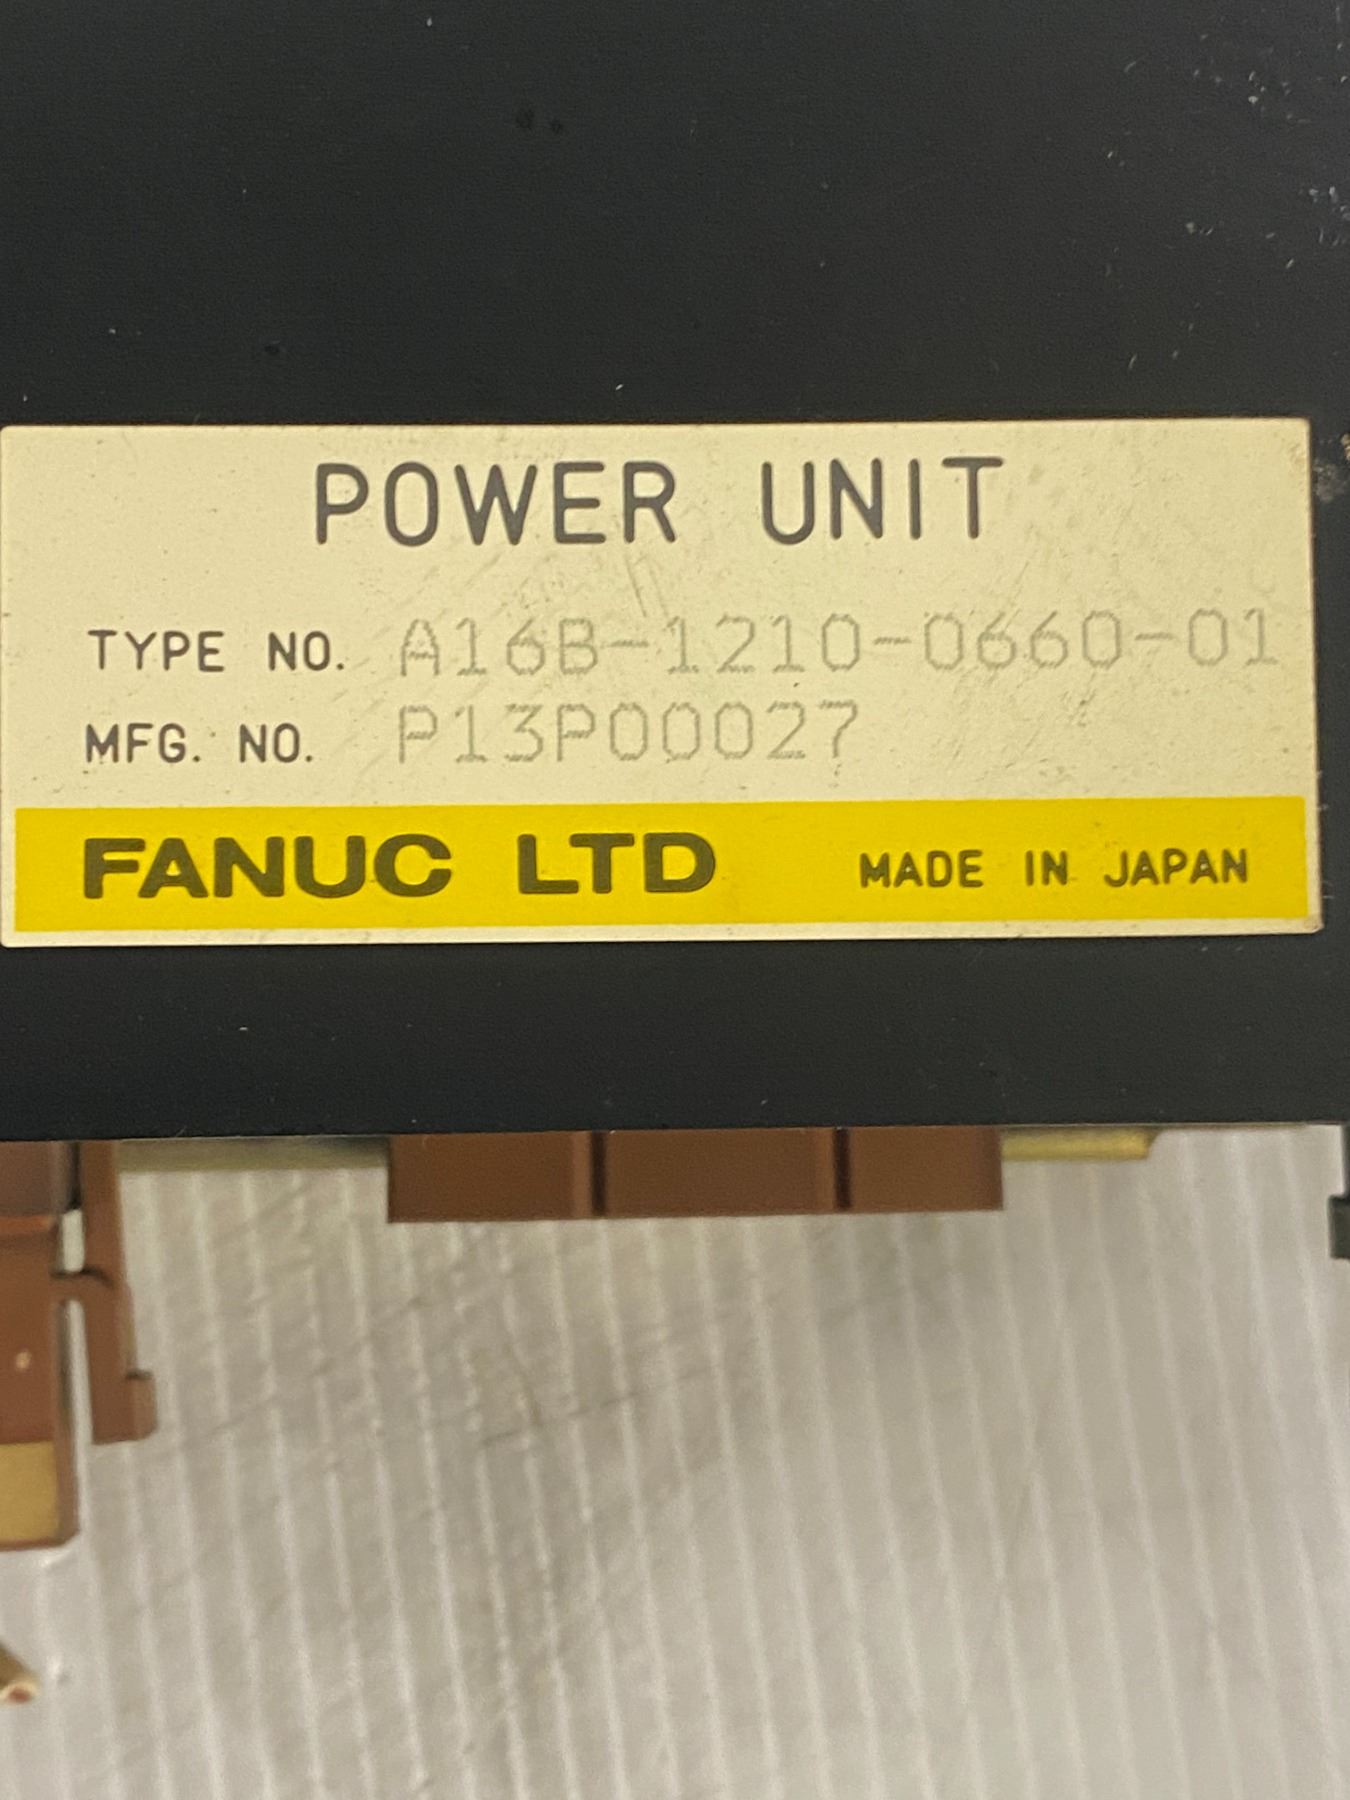 POWER UNIT
TYPE NO. A16B-1210-0660-01
MFG. NO. P13P00027
FANUC LTD MADE IN JAPAN